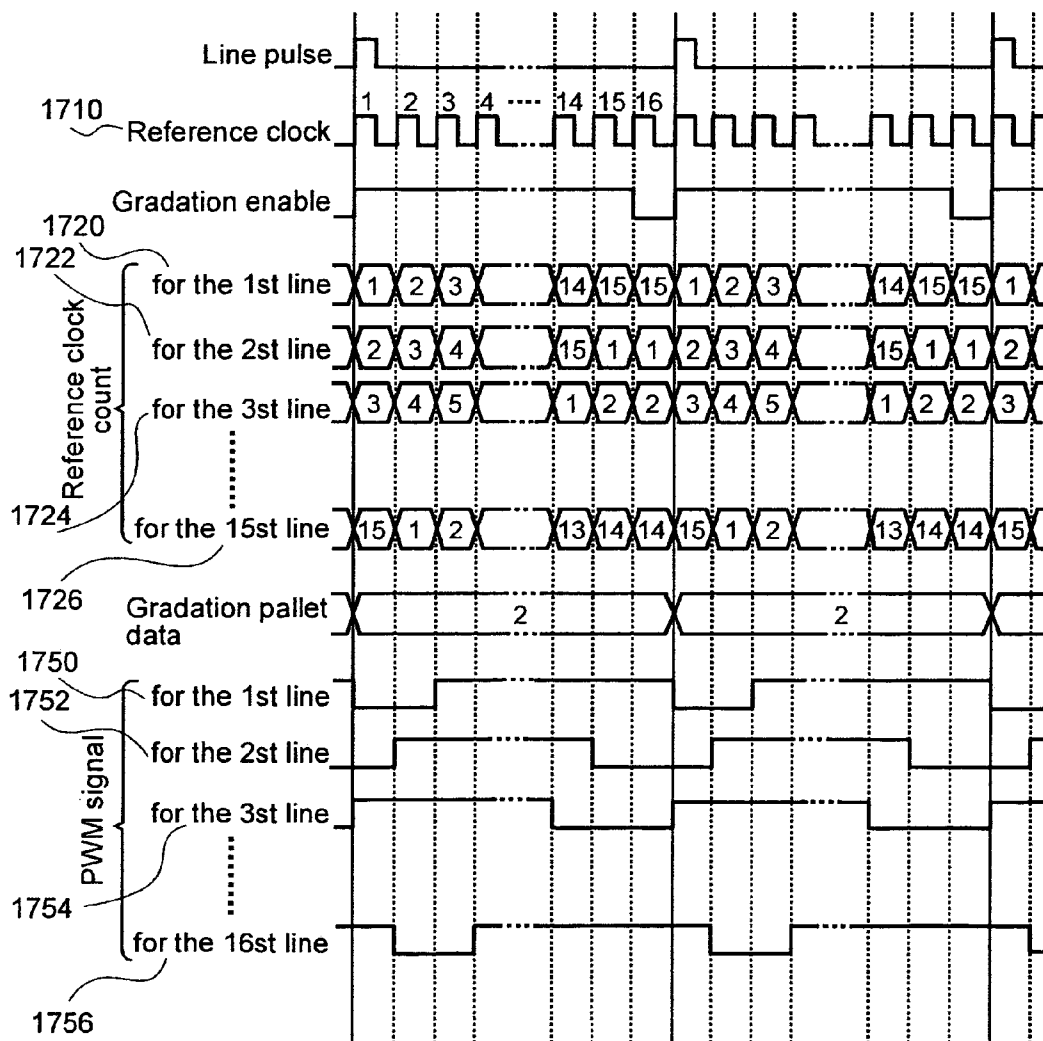 Line pulse
1 2 3 4 ···· 14 15 16
1710 Reference clock
Gradation enable
1720
1722
for the 1st line 1 2 3 14 15 15 1 2 3 14 15 15 1
for the 2st line 2 3 4 15 1 1 2 3 4 15 1 1 2
for the 3st line 3 4 5 1 2 2 3 4 5 1 2 2 3
Reference clock
count
1724
for the 15st line 15 1 2 13 14 14 15 1 2 13 14 14 15
1726
Gradation pallet
data
2 2
1750
1752
for the 1st line
for the 2st line
for the 3st line
PWM signal
1754
for the 16st line
1756